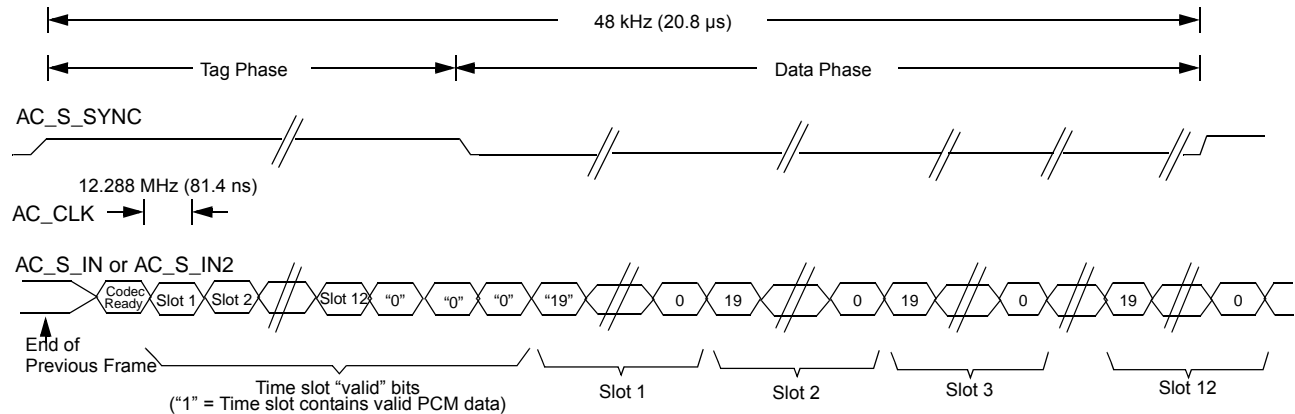 48 kHz (20.8 µs)
Tag Phase
Data Phase
AC_S_SYNC
12.288 MHz (81.4 ns)
AC_CLK
AC_S_IN or AC_S_IN2
Codec Ready Slot 1 Slot 2 Slot 12 “0” “0” “0” “19” 0 19 0 19 0 19 0
End of
Previous Frame
Time slot “valid” bits
(“1” = Time slot contains valid PCM data)
Slot 1
Slot 2
Slot 3
Slot 12